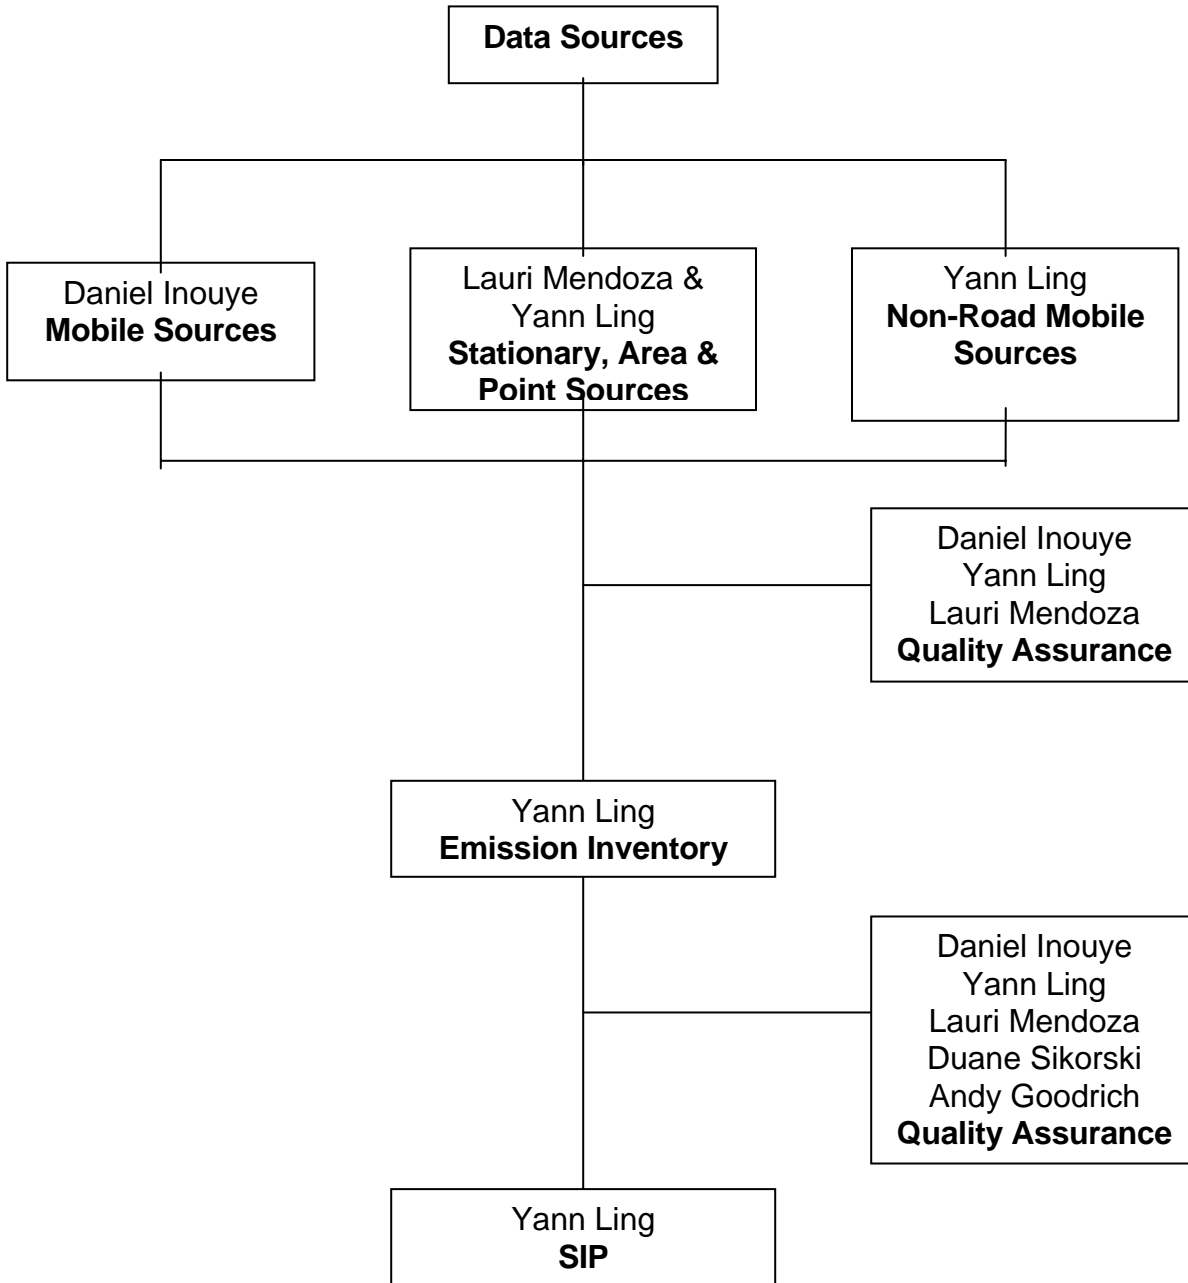 Data Sources
Daniel Inouye
Mobile Sources
Lauri Mendoza &
Yann Ling
Stationary, Area &
Point Sources
Yann Ling
Non-Road Mobile
Sources
Daniel Inouye
Yann Ling
Lauri Mendoza
Quality Assurance
Yann Ling
Emission Inventory
Daniel Inouye
Yann Ling
Lauri Mendoza
Duane Sikorski
Andy Goodrich
Quality Assurance
Yann Ling
SIP